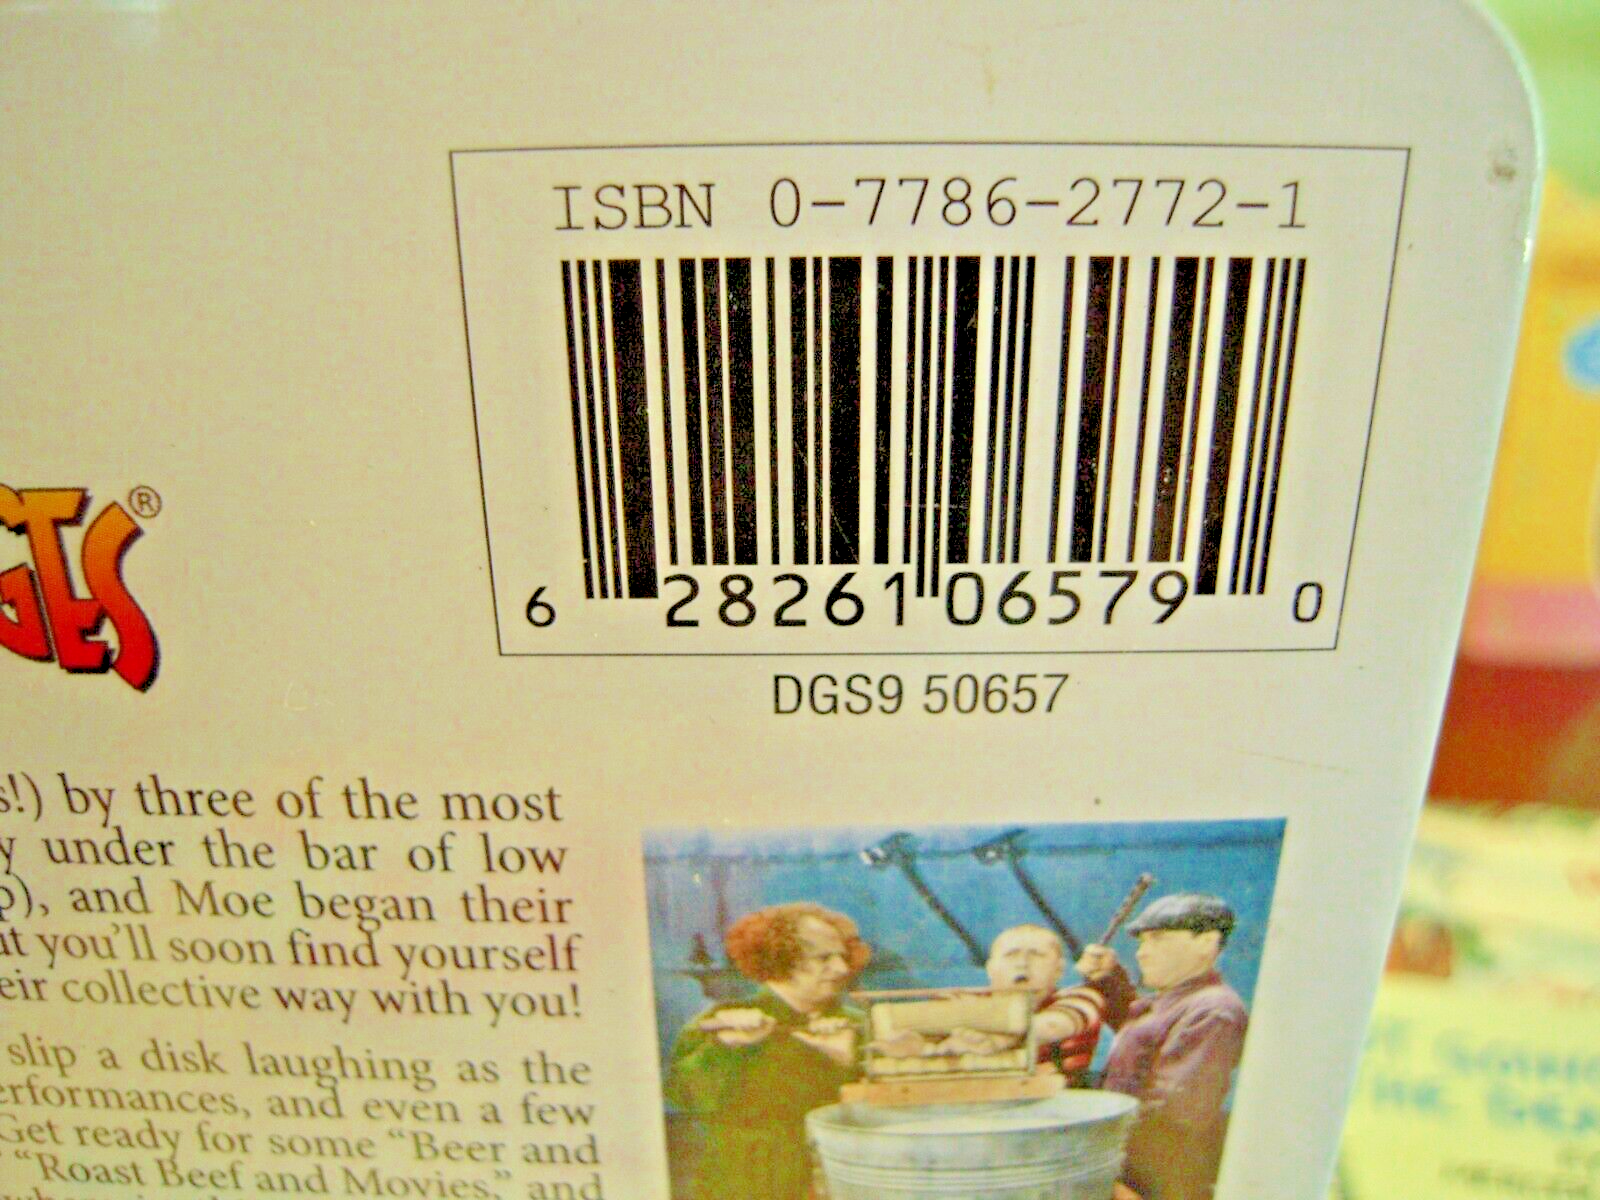 ISBN 0-7786-2772-1
6 28261 06579 0
DGS9 50657
GES®
s!) by three of the most
y under the bar of low
p), and Moe began their
ut you'll soon find yourself
eir collective way with you!
slip a disk laughing as the
erformances, and even a few
Get ready for some “Beer and
“Roast Beef and Movies,” and